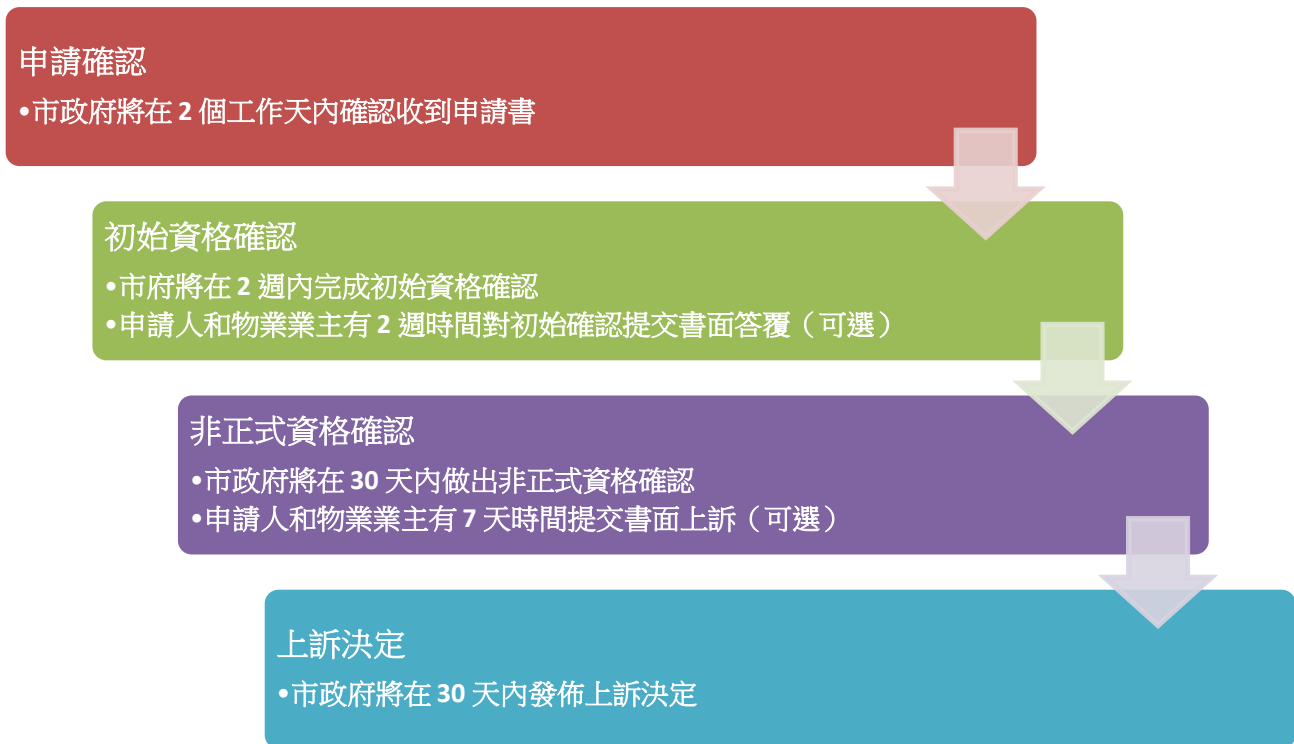 申請確認
•市政府將在 2 個工作天內確認收到申請書
初始資格確認
•市府將在 2 週內完成初始資格確認
•申請人和物業業主有 2 週時間對初始確認提交書面答覆（可選）
非正式資格確認
•市政府將在 30 天內做出非正式資格確認
•申請人和物業業主有 7 天時間提交書面上訴（可選）
上訴決定
•市政府將在 30 天內發佈上訴決定